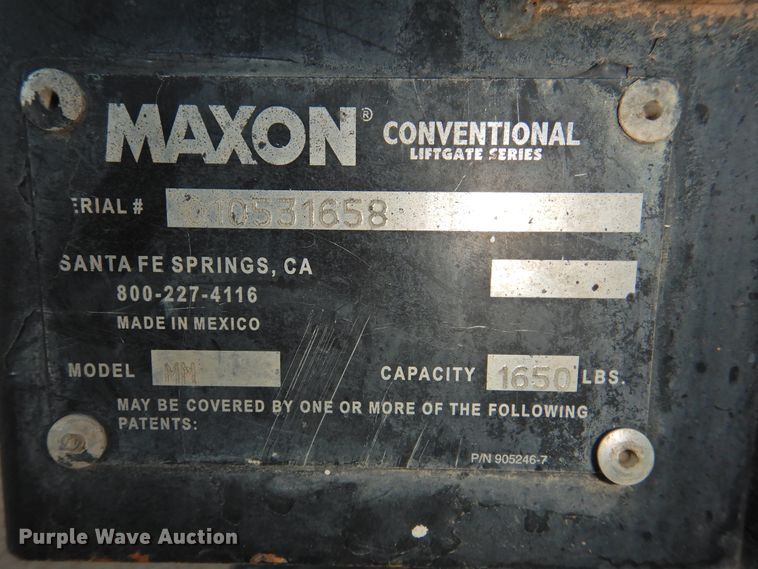 MAXON® CONVENTIONAL
LIFTGATE SERIES
ERIAL # 010531658
SANTA FE SPRINGS, CA
800-227-4116
MADE IN MEXICO
MODEL MM CAPACITY 1650 LBS.
MAY BE COVERED BY ONE OR MORE OF THE FOLLOWING
PATENTS:
P/N 905246-7
Purple Wave Auction